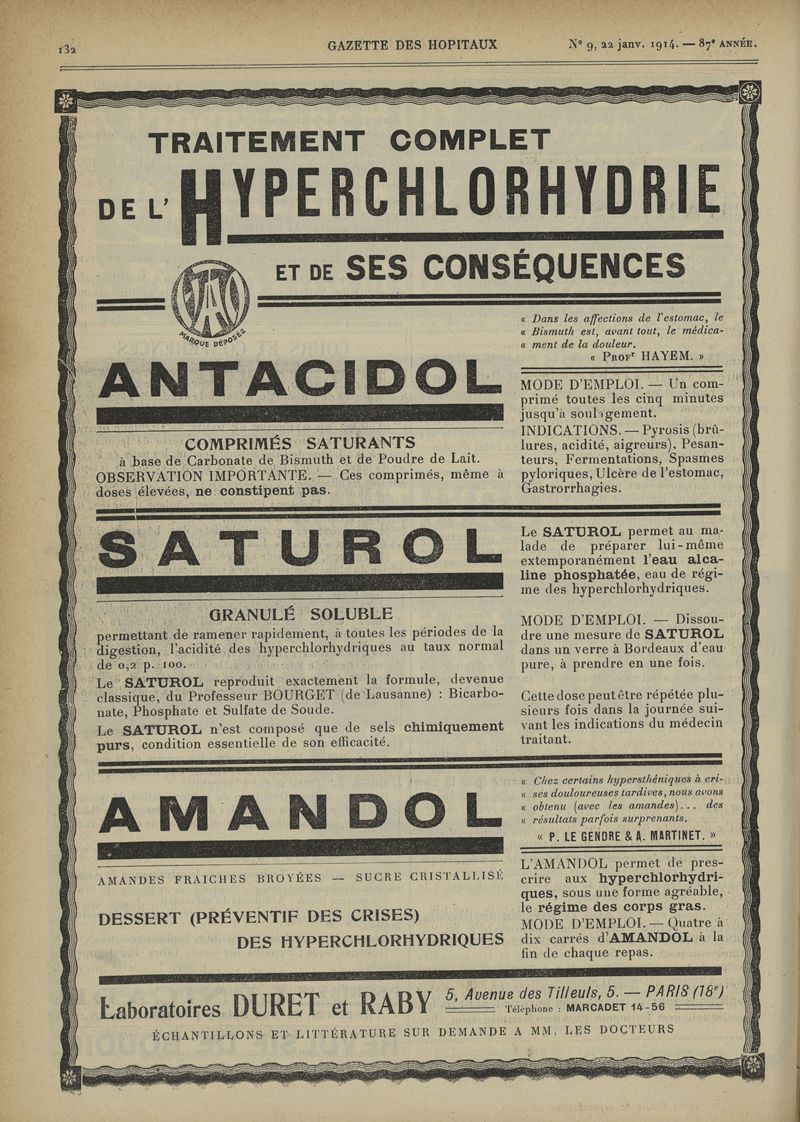 132
GAZETTE DES HOPITAUX
N° 9, 22 janv. 1914. — 87e ANNÉE.
TRAITEMENT COMPLET
DE L'HYPERCHLORHYDRIE
ET DE SES CONSÉQUENCES
MARQUE DÉPOSÉE
ANTACIDOL
COMPRIMÉS SATURANTS
à base de Carbonate de Bismuth et de Poudre de Lait.
OBSERVATION IMPORTANTE. — Ces comprimés, même à
doses élevées, ne constipent pas.
« Dans les affections de l'estomac, le
« Bismuth est, avant tout, le médica-
« ment de la douleur.
« Profr HAYEM. »
MODE D'EMPLOI. — Un com-
primé toutes les cinq minutes
jusqu'à soulagement.
INDICATIONS. — Pyrosis (brû-
lures, acidité, aigreurs), Pesan-
teurs, Fermentations, Spasmes
pyloriques, Ulcère de l'estomac,
Gastrorrhagies.
SATUROL
GRANULÉ SOLUBLE
permettant de ramener rapidement, à toutes les périodes de la
digestion, l'acidité des hyperchlorhydriques au taux normal
de 0,2 p. 100.
Le SATUROL reproduit exactement la formule, devenue
classique, du Professeur BOURGET (de Lausanne) : Bicarbo-
nate, Phosphate et Sulfate de Soude.
Le SATUROL n'est composé que de sels chimiquement
purs, condition essentielle de son efficacité.
Le SATUROL permet au ma-
lade de préparer lui-même
extemporanément l'eau alca-
line phosphatée, eau de régi-
me des hyperchlorhydriques.
MODE D'EMPLOI. — Dissou-
dre une mesure de SATUROL
dans un verre à Bordeaux d'eau
pure, à prendre en une fois.
Cette dose peut être répétée plu-
sieurs fois dans la journée sui-
vant les indications du médecin
traitant.
AMANDOL
AMANDES FRAICHES BROYÉES — SUCRE CRISTALLISÉ
DESSERT (PRÉVENTIF DES CRISES)
DES HYPERCHLORHYDRIQUES
« Chez certains hypersthéniques à cri-
« ses douloureuses tardives, nous avons
« obtenu (avec les amandes)... des
« résultats parfois surprenants.
« P. LE GENDRE & A. MARTINET. »
L'AMANDOL permet de pres-
crire aux hyperchlorhydri-
ques, sous une forme agréable,
le régime des corps gras.
MODE D'EMPLOI. — Quatre à
dix carrés d'AMANDOL à la
fin de chaque repas.
Laboratoires DURET et RABY
5, Avenue des Tilleuls, 5. — PARIS (18e)
Téléphone : MARCADET 14-56
ÉCHANTILLONS ET LITTÉRATURE SUR DEMANDE A MM. LES DOCTEURS